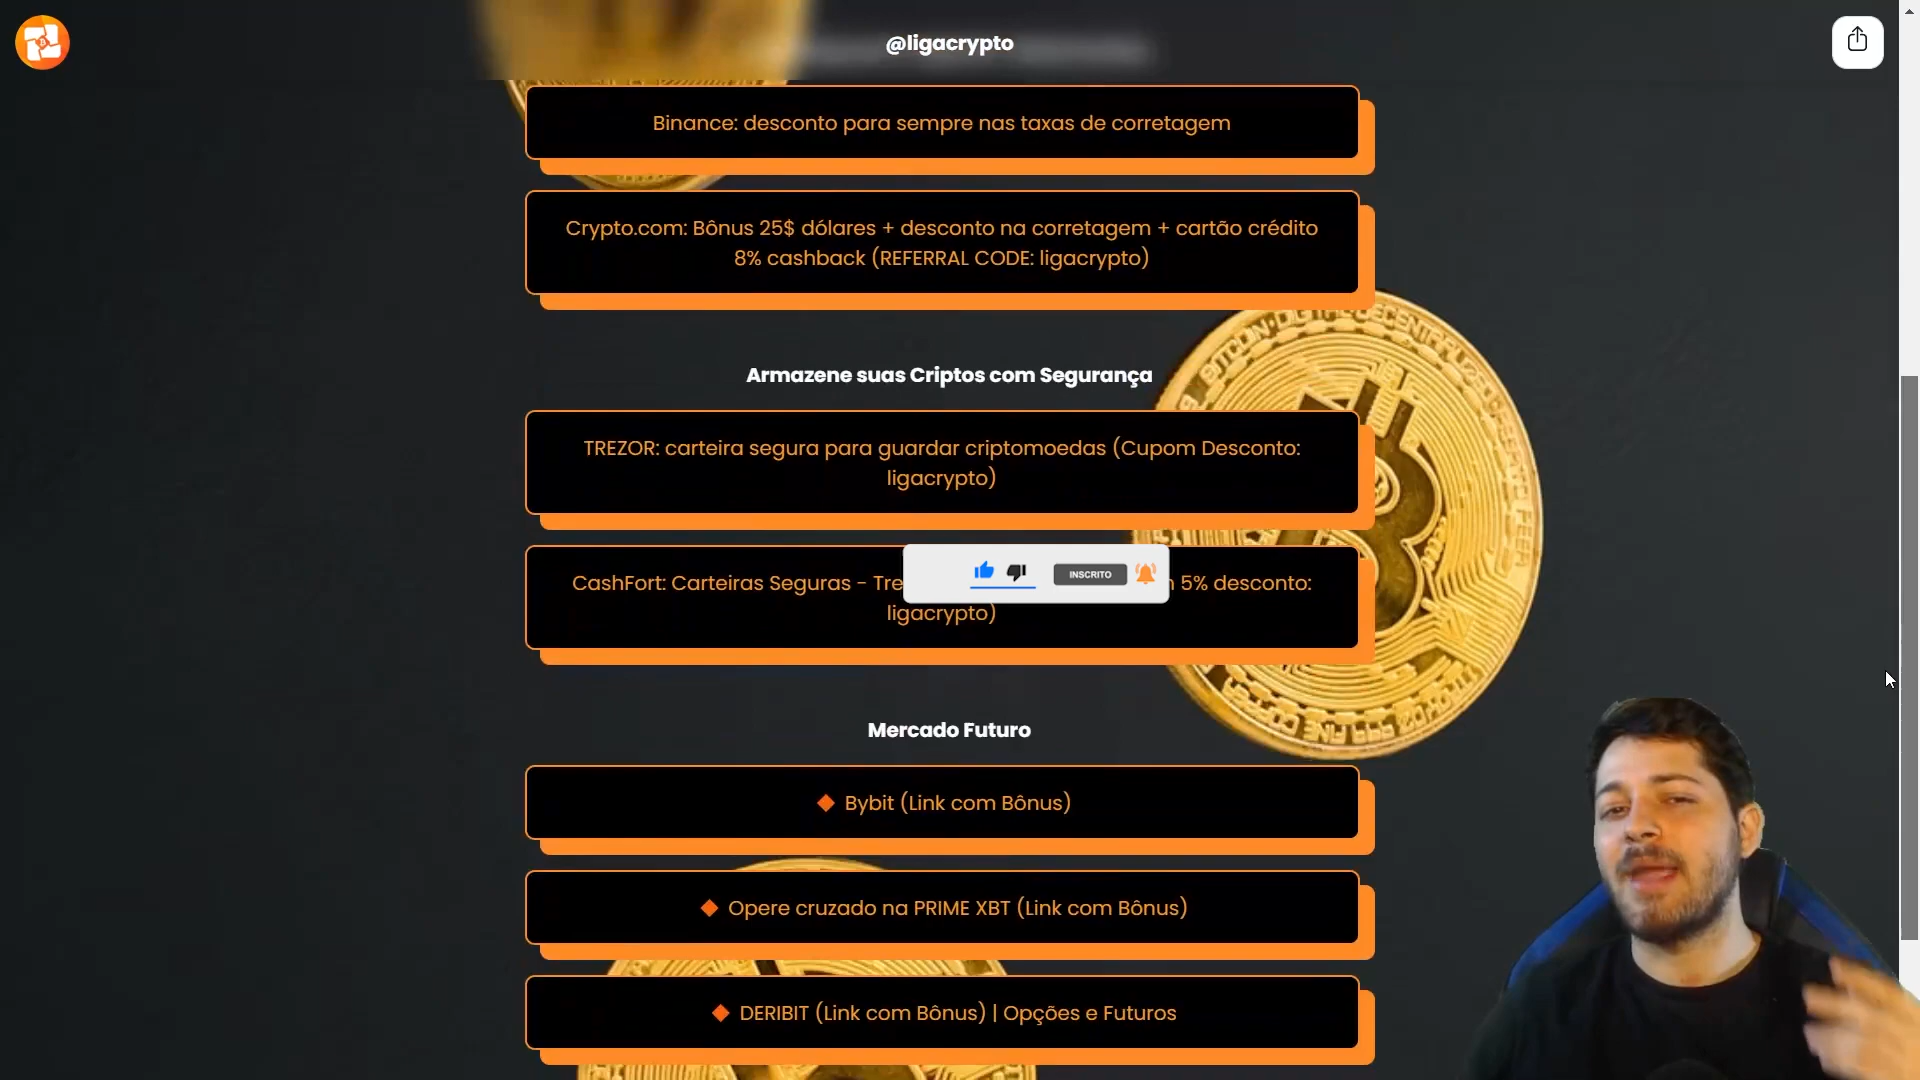 @ligacrypto
Binance: desconto para sempre nas taxas de corretagem
Crypto.com: Bônus 25$ dólares + desconto na corretagem + cartão crédito
8% cashback (REFERRAL CODE: ligacrypto)
Armazene suas Criptos com Segurança
TREZOR: carteira segura para guardar criptomoedas (Cupom Desconto:
ligacrypto)
CashFort: Carteiras Seguras - Tre
INSCRITO
5% desconto:
ligacrypto)
Mercado Futuro
🔸 Bybit (Link com Bônus)
🔸 Opere cruzado na PRIME XBT (Link com Bônus)
🔸 DERIBIT (Link com Bônus) | Opções e Futuros